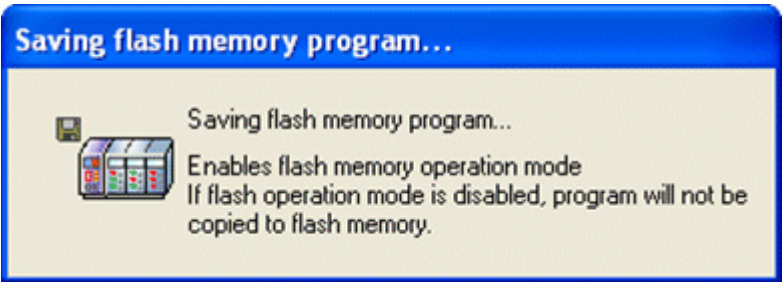 Saving flash memory program...
Saving flash memory program...
Enables flash memory operation mode
If flash operation mode is disabled, program will not be
copied to flash memory.